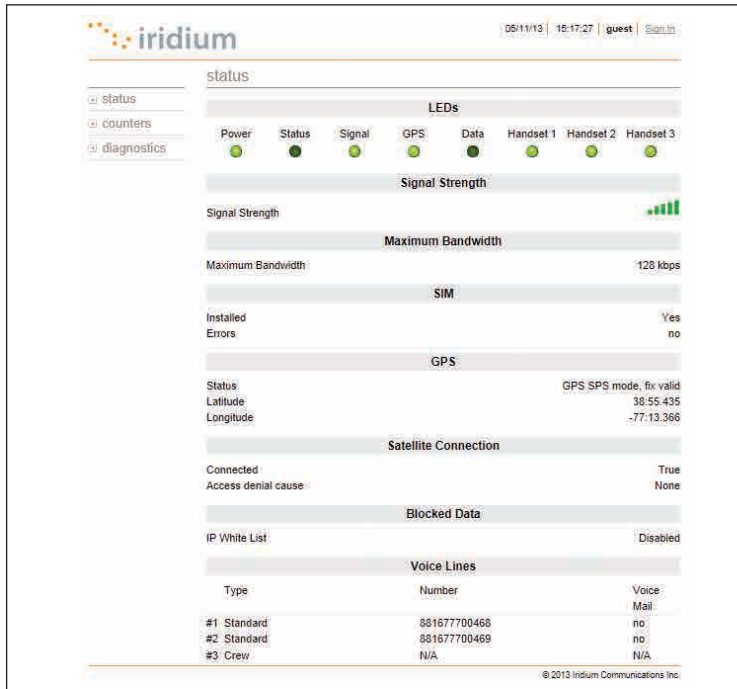 iridium
05/11/13 15:17:27 guest Sign In
status
status
counters
diagnostics
LEDs
Power Status Signal GPS Data Handset 1 Handset 2 Handset 3
Signal Strength
Signal Strength
Maximum Bandwidth
Maximum Bandwidth 128 kbps
SIM
Installed Yes
Errors no
GPS
Status GPS SPS mode, fix valid
Latitude 38:55.435
Longitude -77:13.366
Satellite Connection
Connected True
Access denial cause None
Blocked Data
IP White List Disabled
Voice Lines
Type Number Voice Mail
#1 Standard 881677700468 no
#2 Standard 881677700469 no
#3 Crew N/A N/A
© 2013 Iridium Communications Inc.